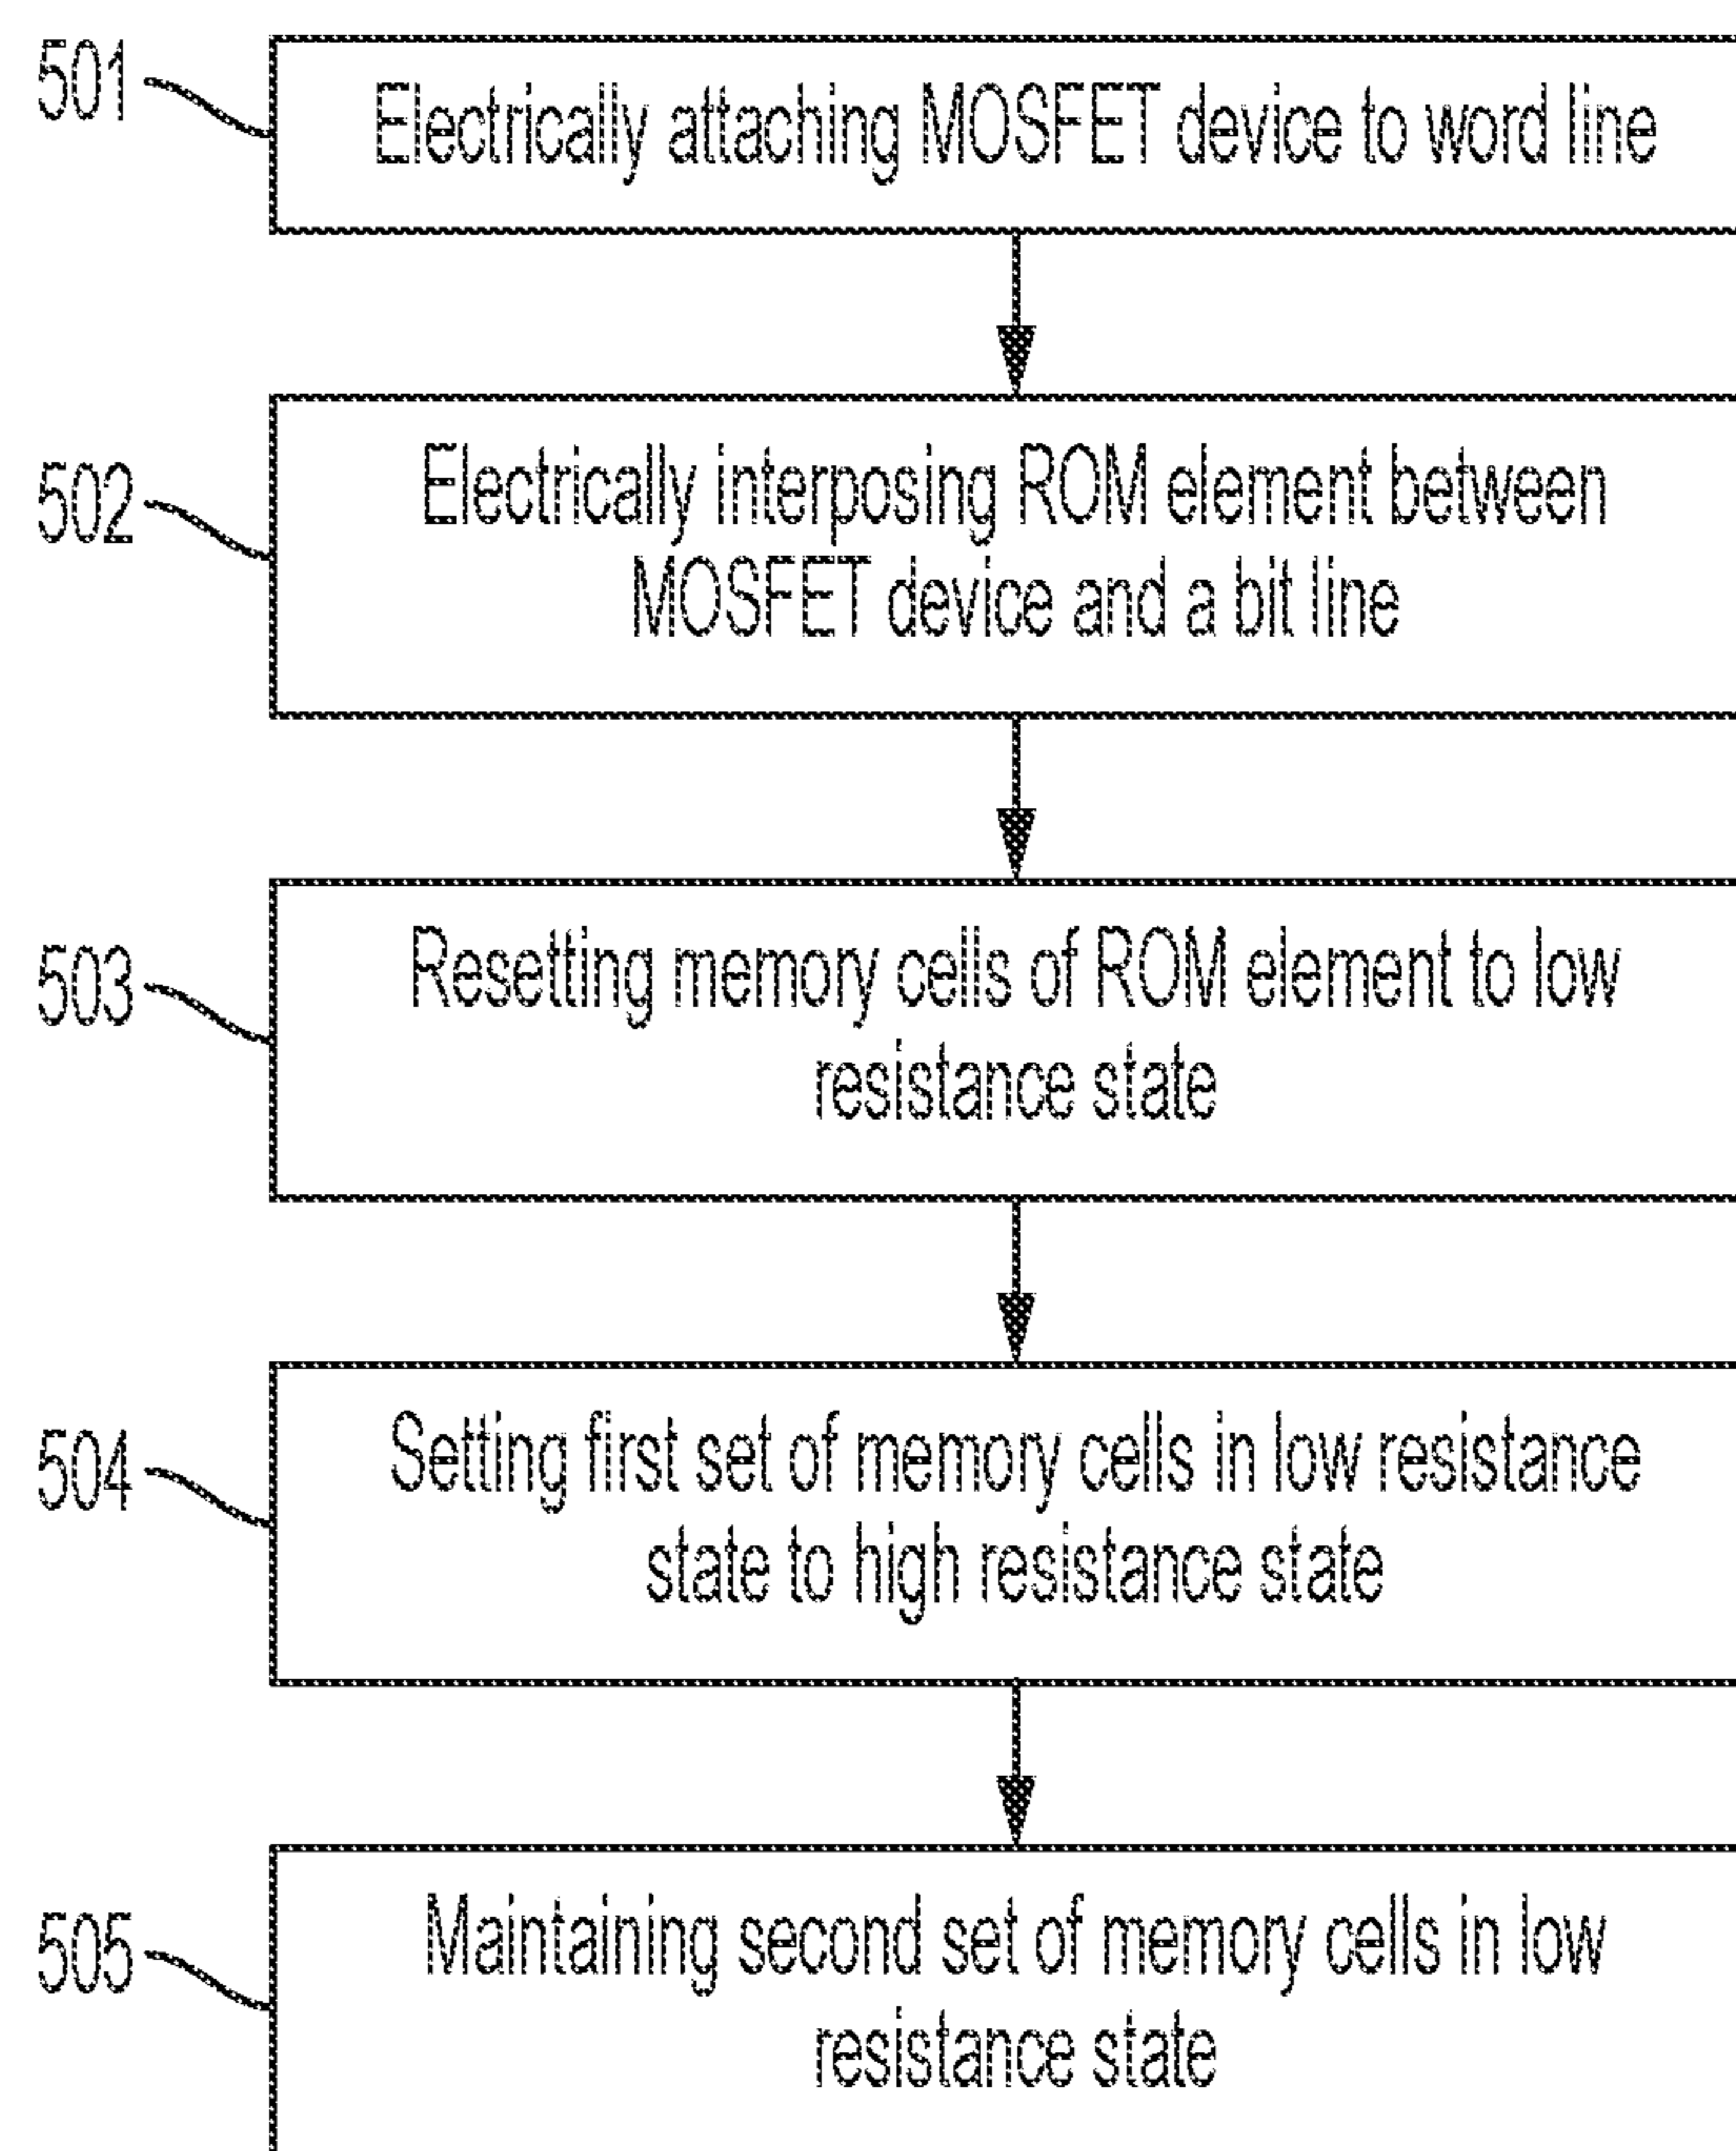 501
Electrically attaching MOSFET device to word line
502
Electrically interposing ROM element between
MOSFET device and a bit line
503
Resetting memory cells of ROM element to low
resistance state
504
Setting first set of memory cells in low resistance
state to high resistance state
505
Maintaining second set of memory cells in low
resistance state